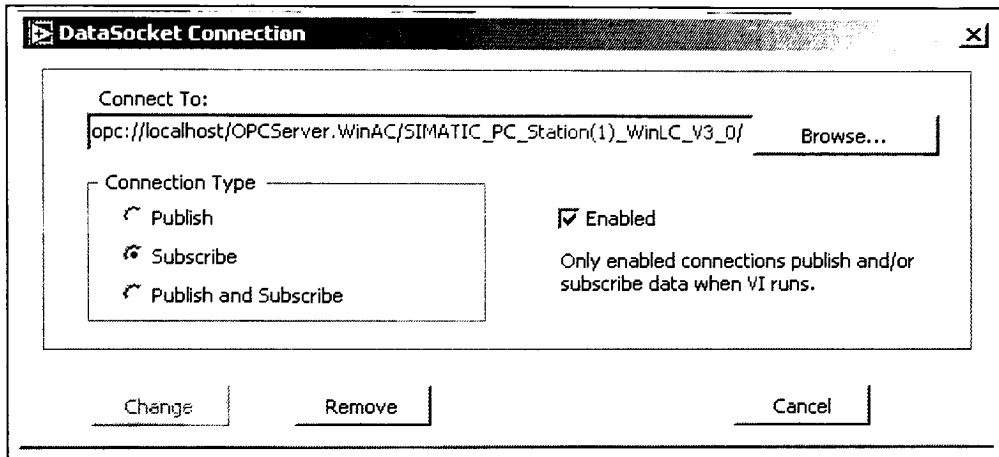 DataSocket Connection
Connect To:
opc://localhost/OPCServer.WinAC/SIMATIC_PC_Station(1)_WinLC_V3_0/
Browse...
Connection Type
Publish
Subscribe
Publish and Subscribe
Enabled
Only enabled connections publish and/or
subscribe data when VI runs.
Change
Remove
Cancel